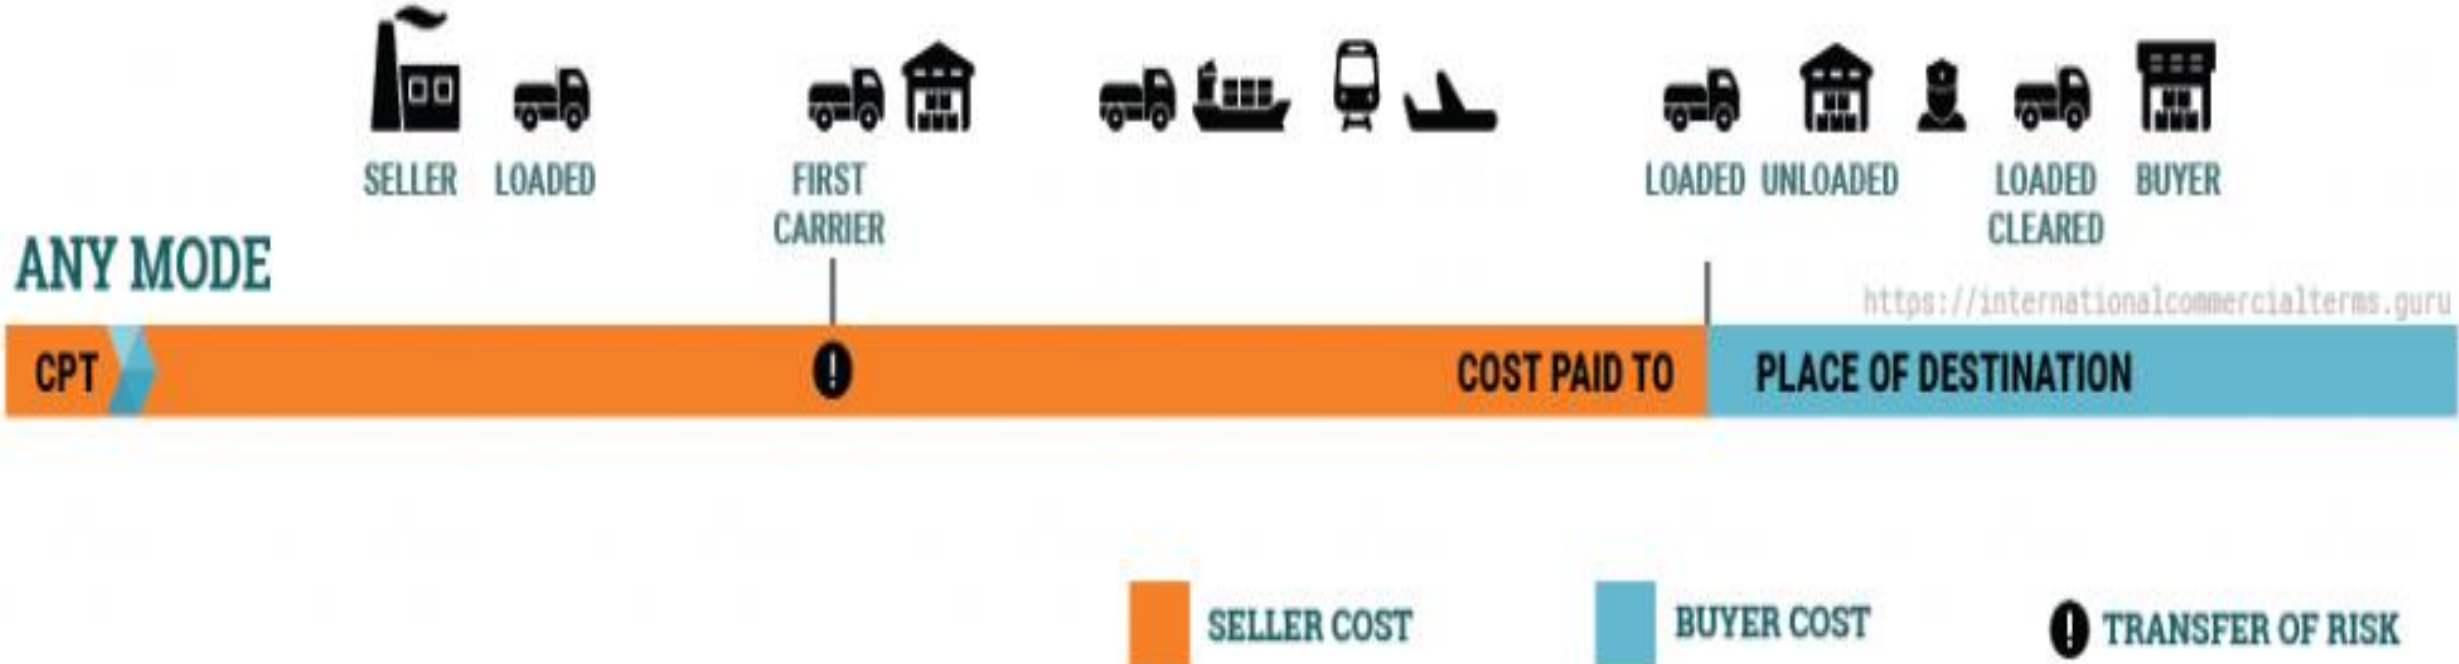 SELLER LOADED FIRST CARRIER LOADED UNLOADED LOADED CLEARED BUYER
ANY MODE
https://internationalcommercialterms.guru
CPT ! COST PAID TO PLACE OF DESTINATION
SELLER COST BUYER COST ! TRANSFER OF RISK